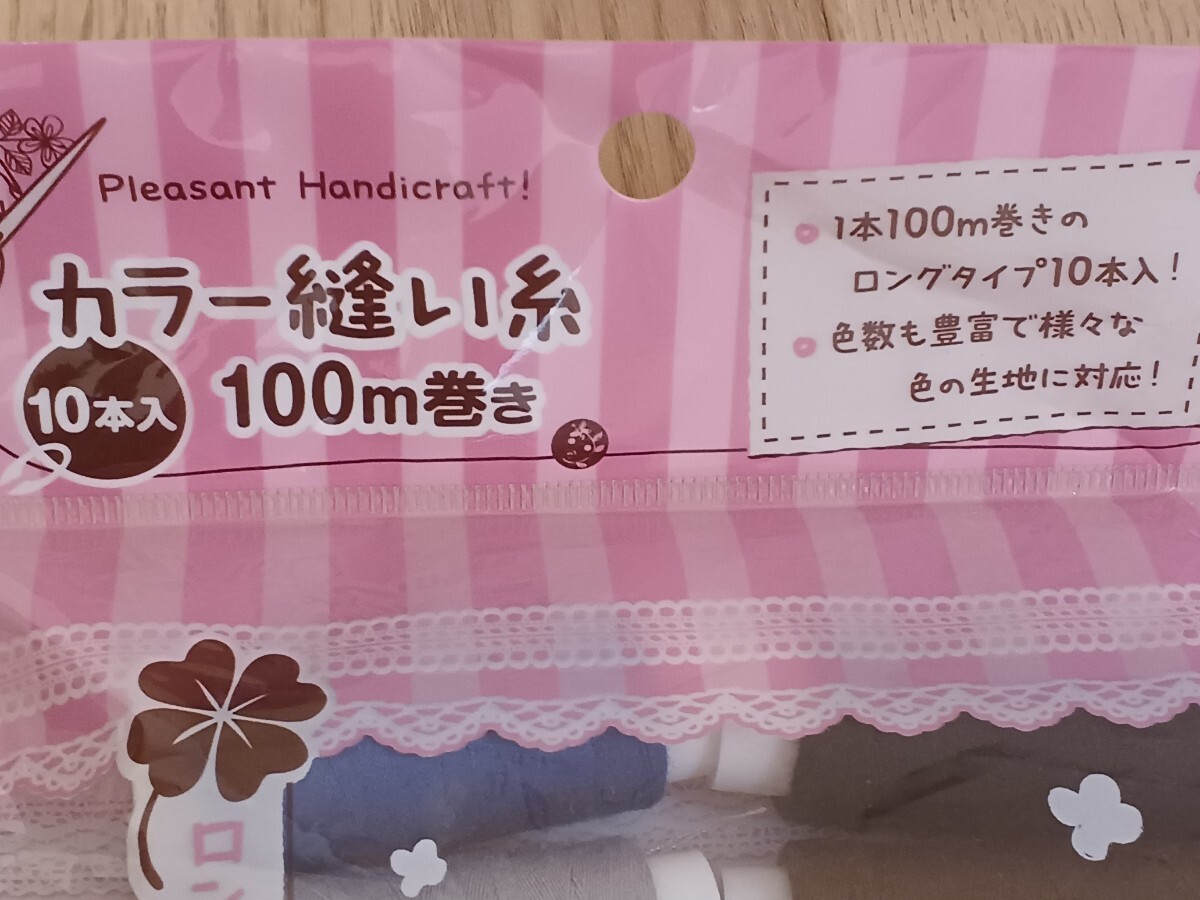 Pleasant Handicraft!
カラー縫い糸
10本入
100m巻き
1本100m巻きの
ロングタイプ10本入！
色数も豊富で様々な
色の生地に対応！
ロン